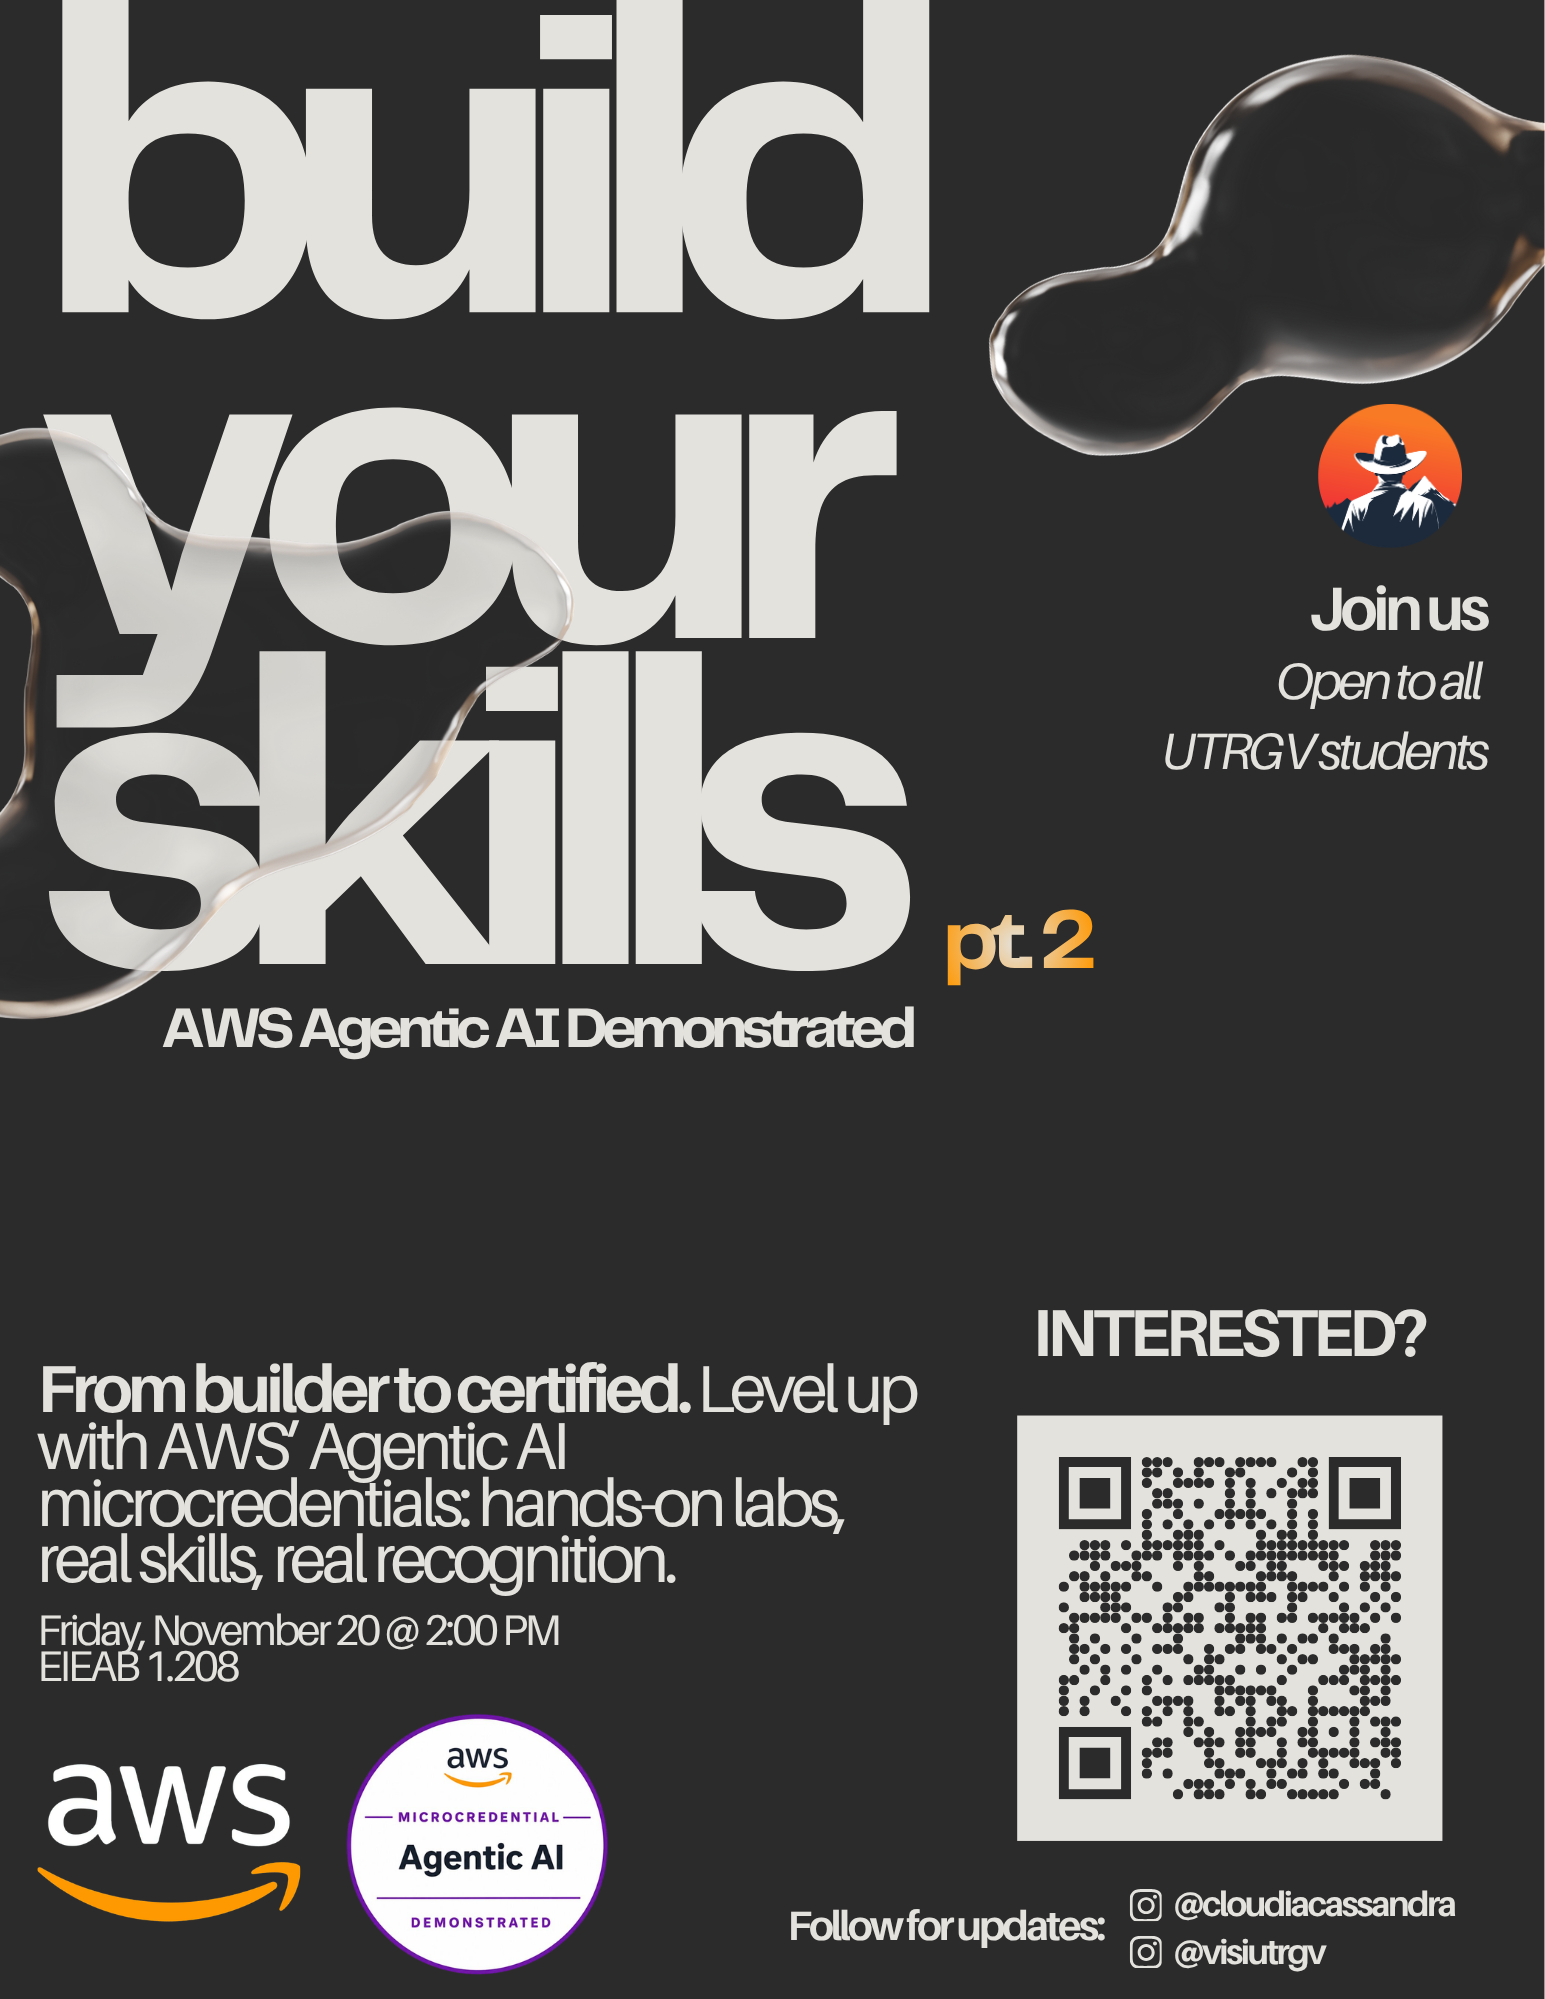 build
your
skills
pt. 2
AWS Agentic AI Demonstrated
Join us
Open to all
UTRGV students
INTERESTED?
From builder to certified. Level up
with AWS’ Agentic AI
microcredentials: hands-on labs,
real skills, real recognition.
Friday, November 20 @ 2:00 PM
EIEAB 1.208
aws
aws
MICROCREDENTIAL
Agentic AI
DEMONSTRATED
Follow for updates:
@cloudiacassandra
@visiutrgv